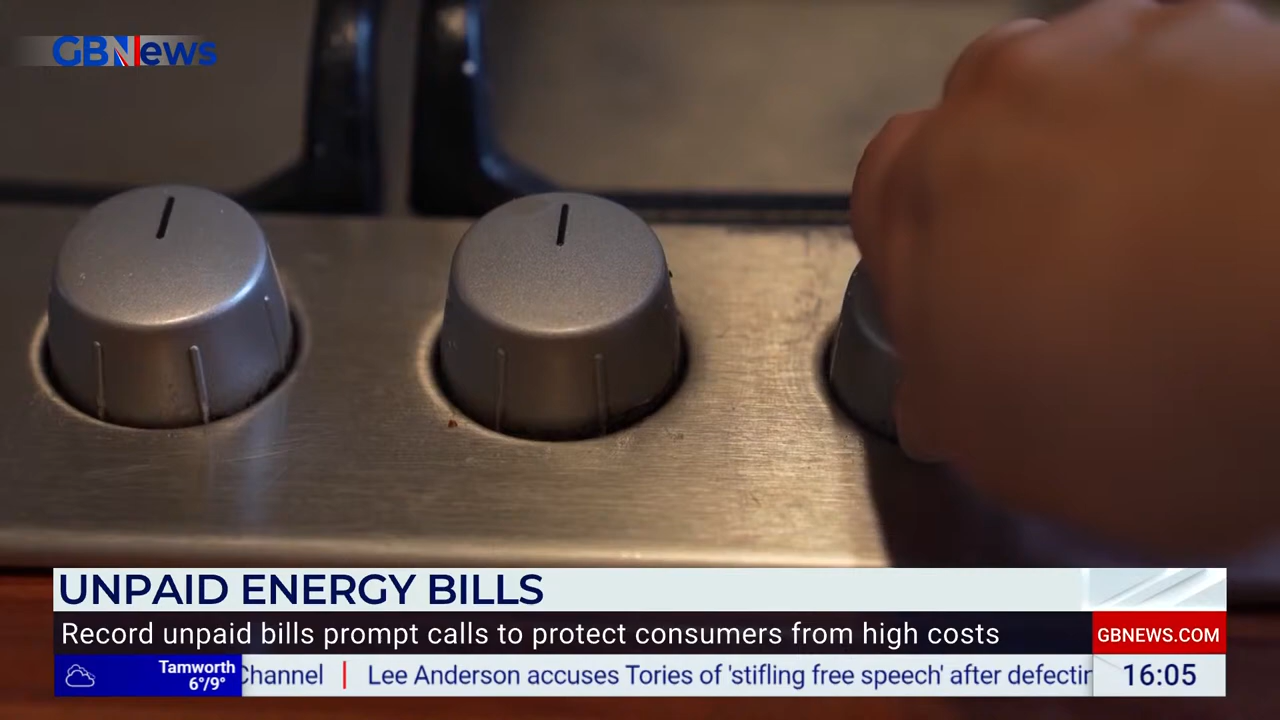 GBNews
UNPAID ENERGY BILLS
Record unpaid bills prompt calls to protect consumers from high costs
GBNEWS.COM
Tamworth
6°/9°
Channel | Lee Anderson accuses Tories of 'stifling free speech' after
16:05